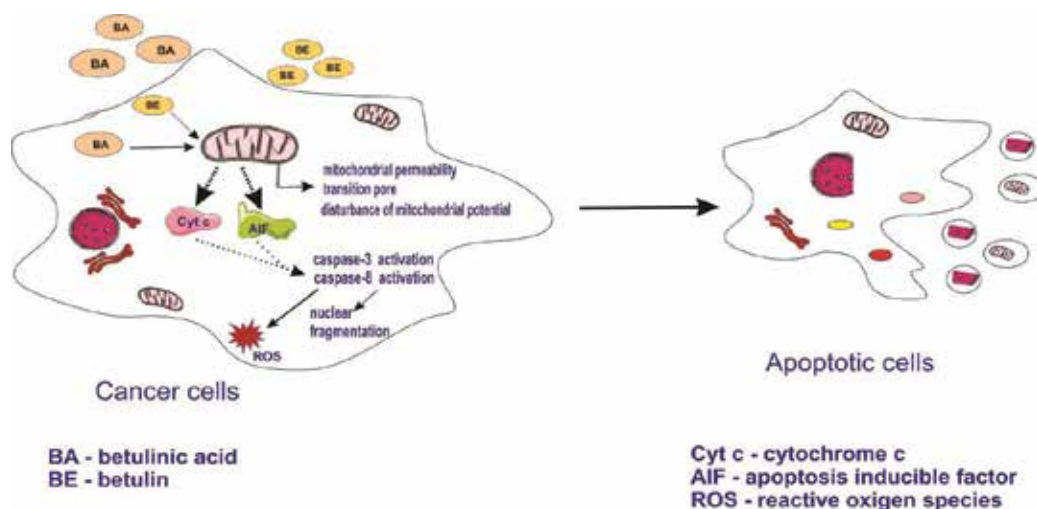 BA
BA
BA
BE
BE
BE
BE
BA
mitochondrial permeability
transition pore
disturbance of mitochondrial potential
Cyt c
AIF
caspase-3 activation
caspase-8 activation
nuclear
fragmentation
ROS
Cancer cells
Apoptotic cells
BA - betulinic acid
BE - betulin
Cyt c - cytochrome c
AIF - apoptosis inducible factor
ROS - reactive oxigen species